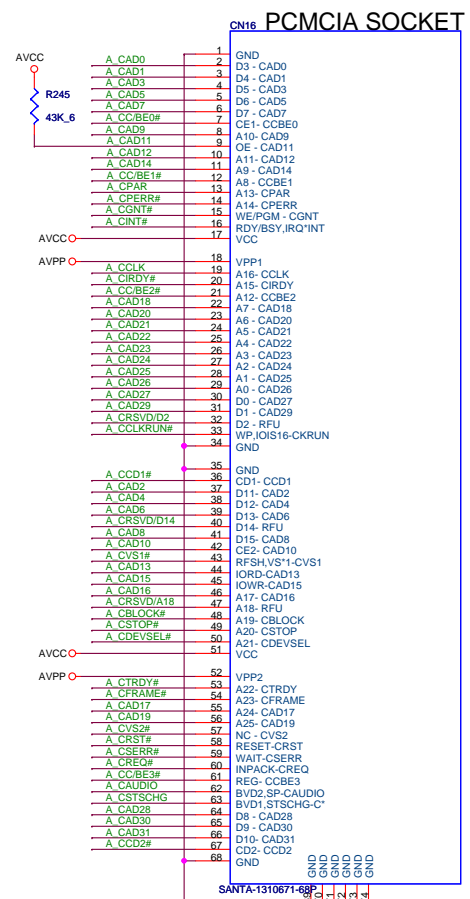 PCMCIA SOCKET
CN16
AVCC
R245
43K_6
1 GND
A_CAD0 2 D3 - CAD0
A_CAD1 3 D4 - CAD1
A_CAD3 4 D5 - CAD3
A_CAD5 5 D6 - CAD5
A_CAD7 6 D7 - CAD7
A_CC/BE0# 7 CE1- CCBE0
A_CAD9 8 A10- CAD9
A_CAD11 9 OE - CAD11
A_CAD12 10 A11- CAD12
A_CAD14 11 A9 - CAD14
A_CC/BE1# 12 A8 - CCBE1
A_CPAR 13 A13- CPAR
A_CPERR# 14 A14- CPERR
A_CGNT# 15 WE/PGM - CGNT
A_CINT# 16 RDY/BSY,IRQ*INT
AVCC 17 VCC
AVPP 18 VPP1
A_CCLK 19 A16- CCLK
A_CIRDY# 20 A15- CIRDY
A_CC/BE2# 21 A12- CCBE2
A_CAD18 22 A7 - CAD18
A_CAD20 23 A6 - CAD20
A_CAD21 24 A5 - CAD21
A_CAD22 25 A4 - CAD22
A_CAD23 26 A3 - CAD23
A_CAD24 27 A2 - CAD24
A_CAD25 28 A1 - CAD25
A_CAD26 29 A0 - CAD26
A_CAD27 30 D0 - CAD27
A_CAD29 31 D1 - CAD29
A_CRSVD/D2 32 D2 - RFU
A_CCLKRUN# 33 WP,IOIS16-CKRUN
34 GND
35 GND
A_CCD1# 36 CD1- CCD1
A_CAD2 37 D11- CAD2
A_CAD4 38 D12- CAD4
A_CAD6 39 D13- CAD6
A_CRSVD/D14 40 D14- RFU
A_CAD8 41 D15- CAD8
A_CAD10 42 CE2- CAD10
A_CVS1# 43 RFSH,VS*1-CVS1
A_CAD13 44 IORD-CAD13
A_CAD15 45 IOWR-CAD15
A_CAD16 46 A17- CAD16
A_CRSVD/A18 47 A18- RFU
A_CBLOCK# 48 A19- CBLOCK
A_CSTOP# 49 A20- CSTOP
A_CDEVSEL# 50 A21- CDEVSEL
AVCC 51 VCC
AVPP 52 VPP2
A_CTRDY# 53 A22- CTRDY
A_CFRAME# 54 A23- CFRAME
A_CAD17 55 A24- CAD17
A_CAD19 56 A25- CAD19
A_CVS2# 57 NC - CVS2
A_CRST# 58 RESET-CRST
A_CSERR# 59 WAIT-CSERR
A_CREQ# 60 INPACK-CREQ
A_CC/BE3# 61 REG- CCBE3
A_CAUDIO 62 BVD2,SP-CAUDIO
A_CSTSCHG 63 BVD1,STSCHG-C*
A_CAD28 64 D8 - CAD28
A_CAD30 65 D9 - CAD30
A_CAD31 66 D10- CAD31
A_CCD2# 67 CD2- CCD2
68 GND
GND GND GND GND GND GND
SANTA-1310671-68P